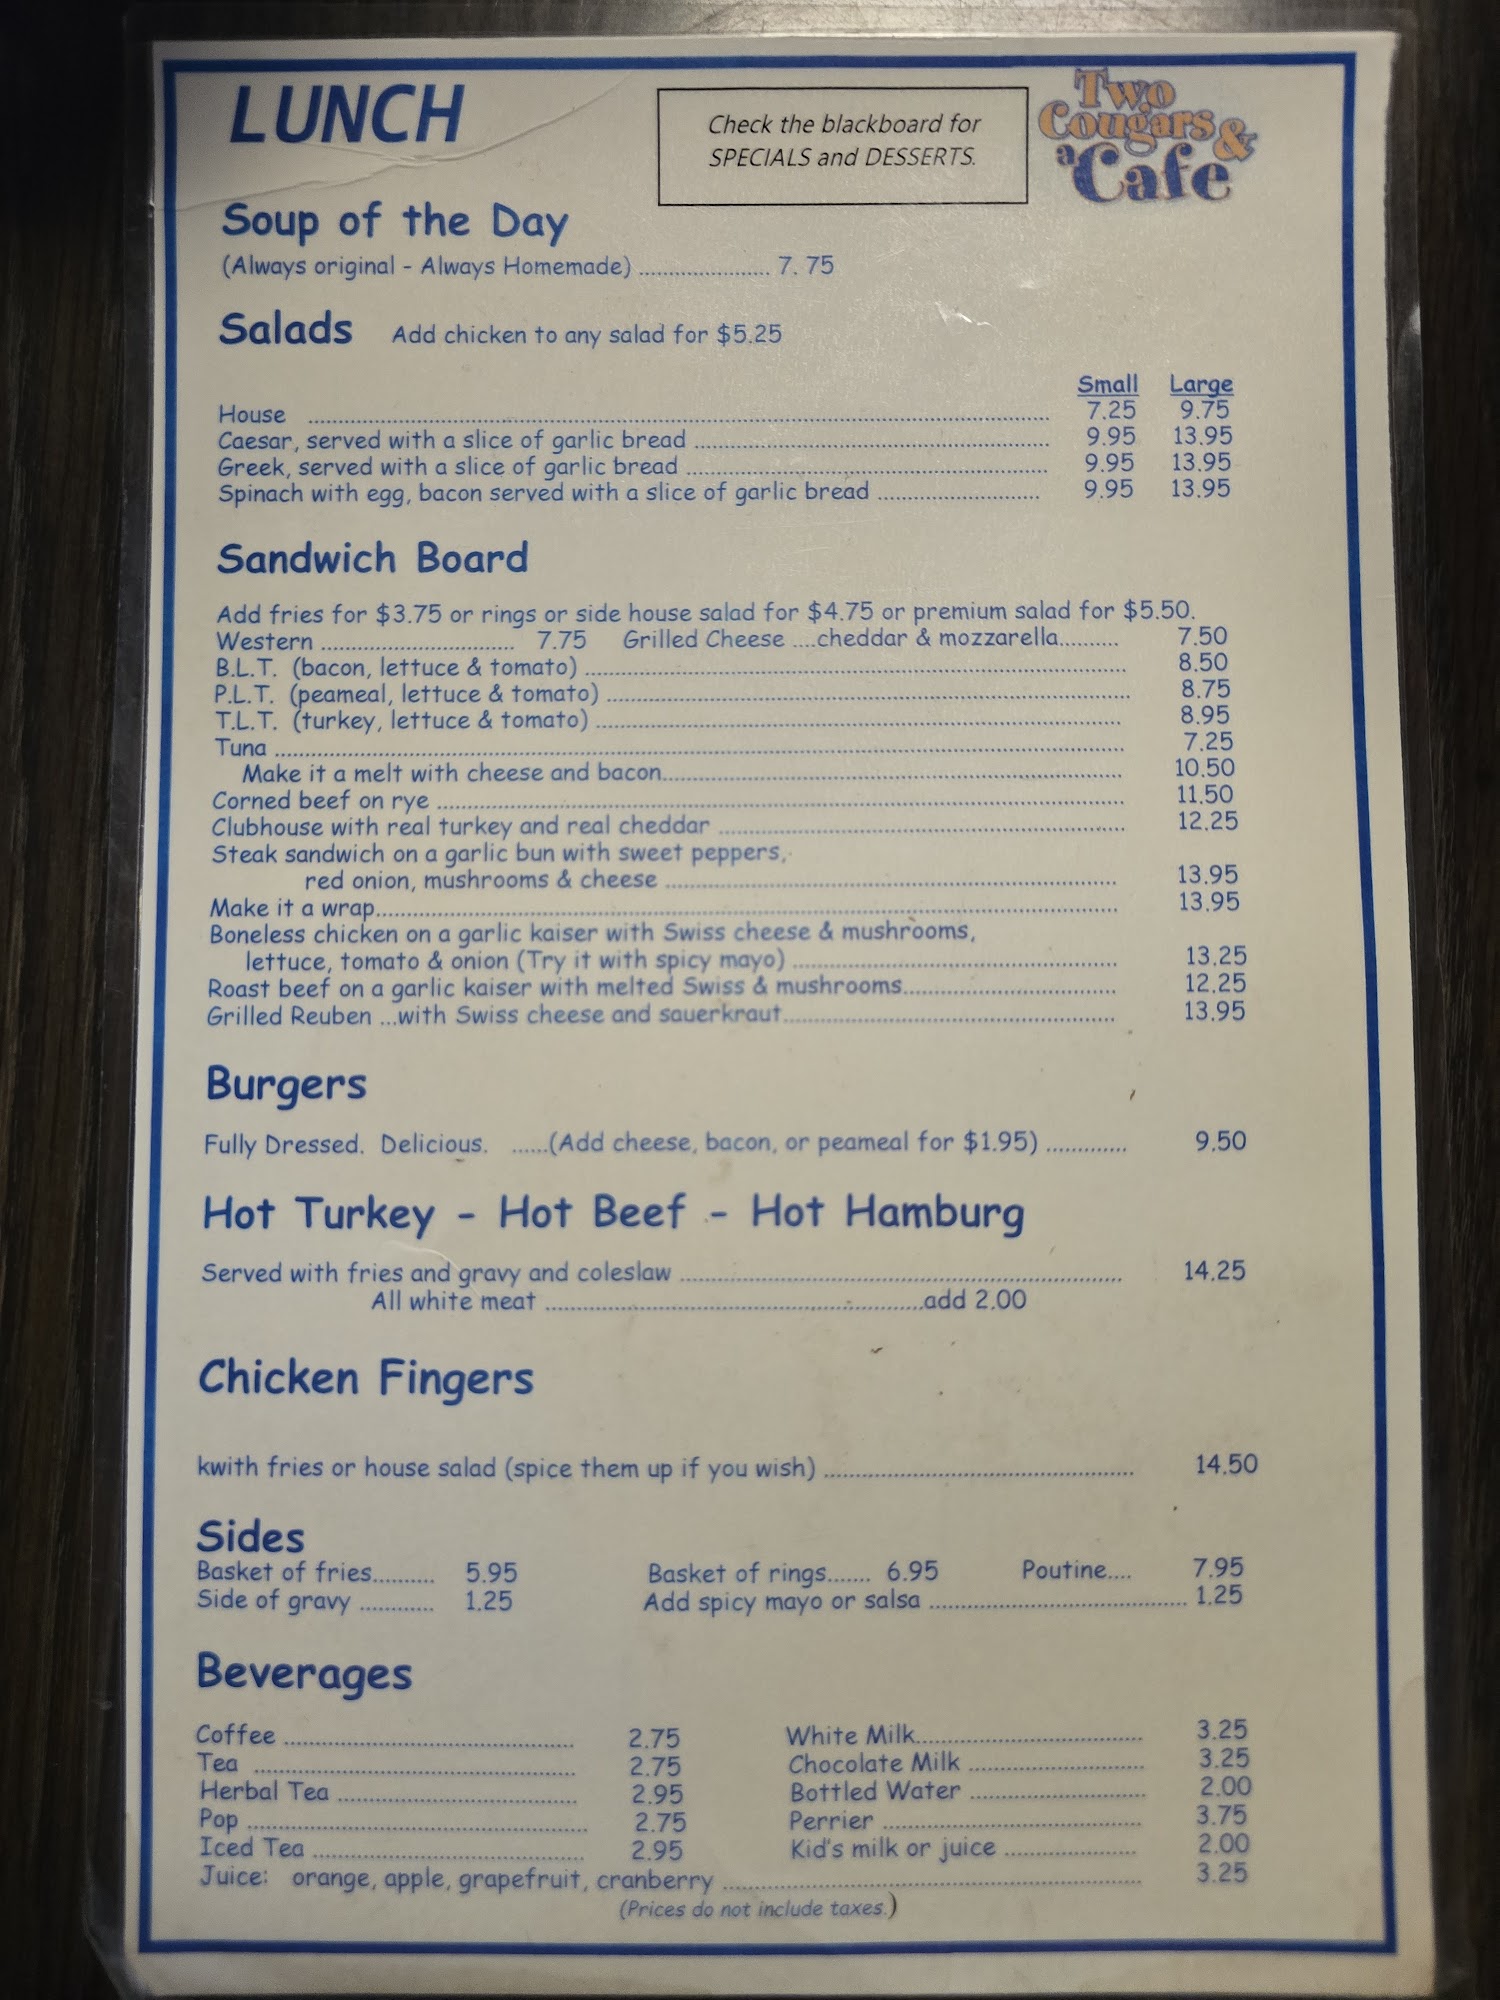 LUNCH
Check the blackboard for
SPECIALS and DESSERTS.
Two
Cougars &
a Cafe
Soup of the Day
(Always original - Always Homemade) ...................... 7. 75
Salads Add chicken to any salad for $5.25
Small Large
House .......... 7.25 9.75
Caesar, served with a slice of garlic bread .......... 9.95 13.95
Greek, served with a slice of garlic bread .......... 9.95 13.95
Spinach with egg, bacon served with a slice of garlic bread .......... 9.95 13.95
Sandwich Board
Add fries for $3.75 or rings or side house salad for $4.75 or premium salad for $5.50.
Western .......... 7.75 Grilled Cheese ....cheddar & mozzarella.......... 7.50
B.L.T. (bacon, lettuce & tomato) .......... 8.50
P.L.T. (peameal, lettuce & tomato) .......... 8.75
T.L.T. (turkey, lettuce & tomato) .......... 8.95
Tuna .......... 7.25
Make it a melt with cheese and bacon.......... 10.50
Corned beef on rye .......... 11.50
Clubhouse with real turkey and real cheddar .......... 12.25
Steak sandwich on a garlic bun with sweet peppers,
red onion, mushrooms & cheese .......... 13.95
Make it a wrap.......... 13.95
Boneless chicken on a garlic kaiser with Swiss cheese & mushrooms,
lettuce, tomato & onion (Try it with spicy mayo) .......... 13.25
Roast beef on a garlic kaiser with melted Swiss & mushrooms.......... 12.25
Grilled Reuben ...with Swiss cheese and sauerkraut.......... 13.95
Burgers
Fully Dressed. Delicious. ......(Add cheese, bacon, or peameal for $1.95) ............. 9.50
Hot Turkey - Hot Beef - Hot Hamburg
Served with fries and gravy and coleslaw .......... 14.25
All white meat ..........add 2.00
Chicken Fingers
kwith fries or house salad (spice them up if you wish) .......... 14.50
Sides
Basket of fries.......... 5.95 Basket of rings....... 6.95 Poutine.... 7.95
Side of gravy ............ 1.25 Add spicy mayo or salsa .......... 1.25
Beverages
Coffee .......... 2.75 White Milk.......... 3.25
Tea .......... 2.75 Chocolate Milk .......... 3.25
Herbal Tea .......... 2.95 Bottled Water .......... 2.00
Pop .......... 2.75 Perrier .......... 3.75
Iced Tea .......... 2.95 Kid's milk or juice .......... 2.00
Juice: orange, apple, grapefruit, cranberry .......... 3.25
(Prices do not include taxes.)